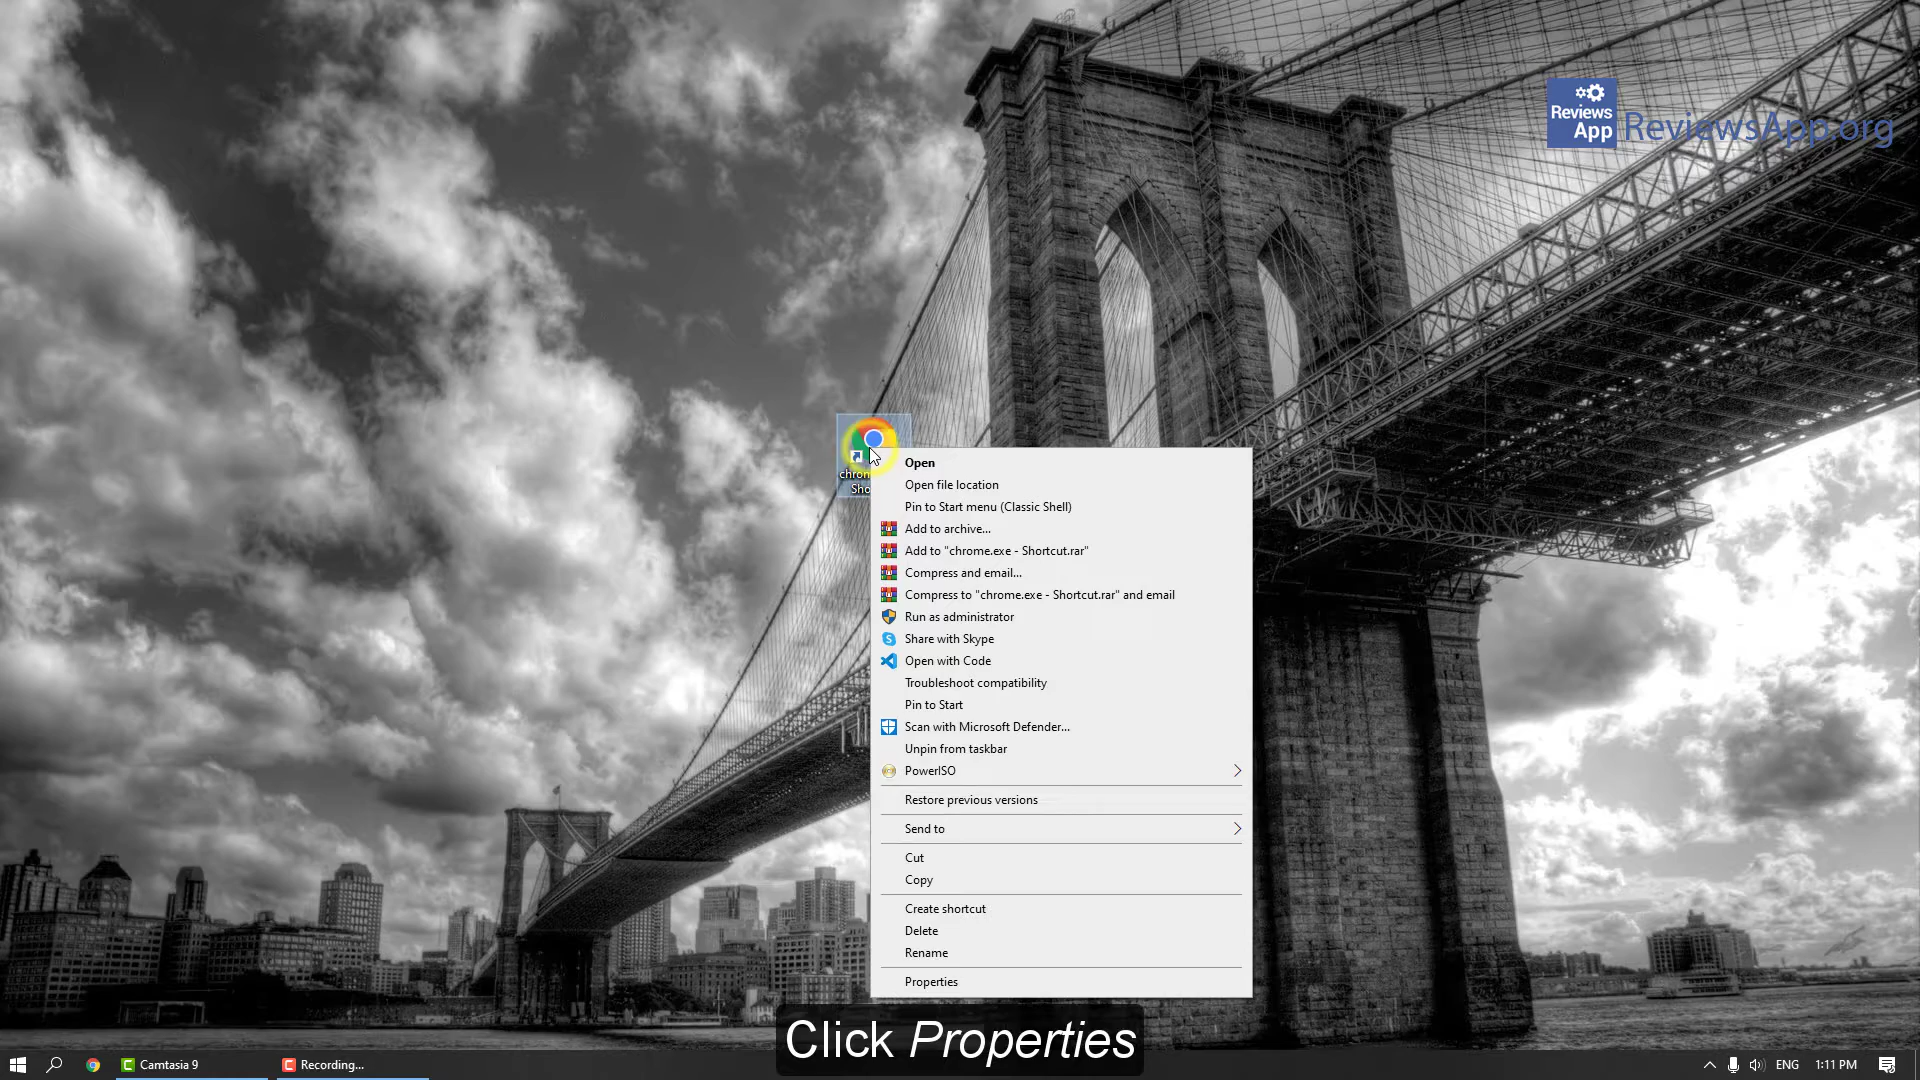 Reviews
App
ReviewsApp.org
Open
Open file location
Pin to Start menu (Classic Shell)
Add to archive...
Add to "chrome.exe - Shortcut.rar"
Compress and email...
Compress to "chrome.exe - Shortcut.rar" and email
Run as administrator
Share with Skype
Open with Code
Troubleshoot compatibility
Pin to Start
Scan with Microsoft Defender...
Unpin from taskbar
PowerISO
Restore previous versions
Send to
Cut
Copy
Create shortcut
Delete
Rename
Properties
Click Properties
Camtasia 9
Recording...
ENG
1:11 PM